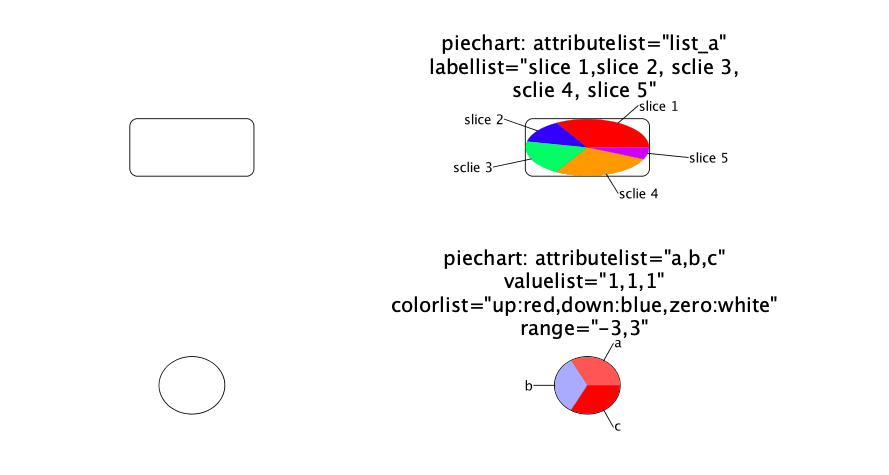 piechart: attributelist="list_a"
labellist="slice 1,slice 2, sclie 3,
sclie 4, slice 5"
slice 1
slice 2
slice 5
sclie 3
sclie 4
piechart: attributelist="a,b,c"
valuelist="1,1,1"
colorlist="up:red,down:blue,zero:white"
range="-3,3"
a
b
c